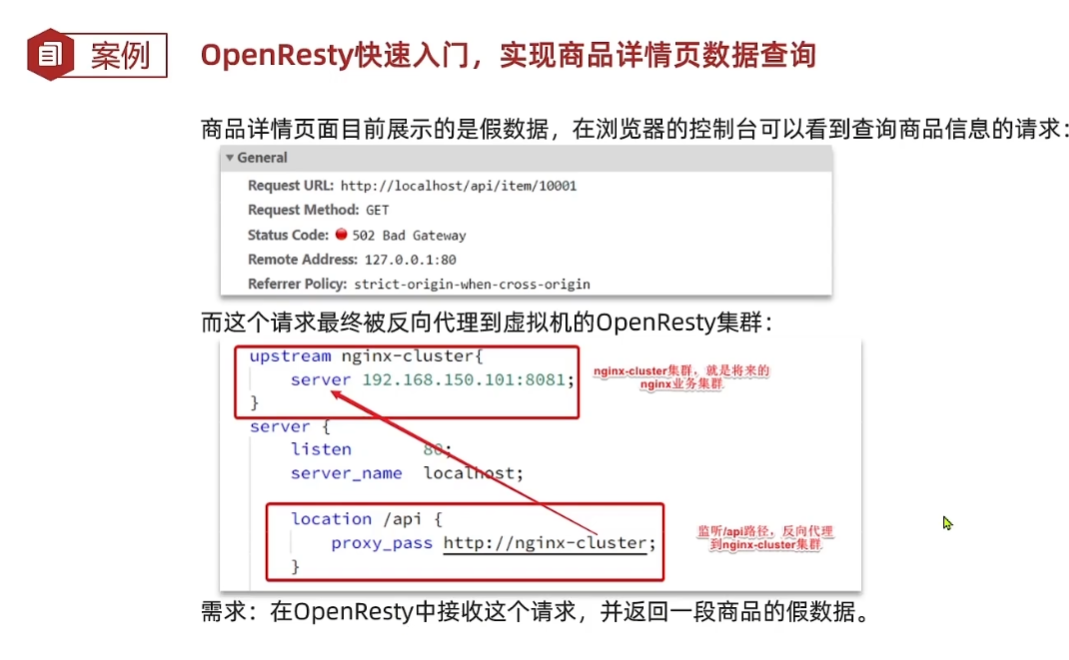 案例
OpenResty快速入门，实现商品详情页数据查询
商品详情页面目前展示的是假数据，在浏览器的控制台可以看到查询商品信息的请求：
▼ General
Request URL: http://localhost/api/item/10001
Request Method: GET
Status Code: 502 Bad Gateway
Remote Address: 127.0.0.1:80
Referrer Policy: strict-origin-when-cross-origin
而这个请求最终被反向代理到虚拟机的OpenResty集群：
upstream nginx-cluster{
server 192.168.150.101:8081;
}
nginx-cluster集群，就是将来的
nginx业务集群
server {
listen 80;
server_name localhost;
location /api {
proxy_pass http://nginx-cluster;
}
监听/api路径，反向代理
到nginx-cluster集群
需求：在OpenResty中接收这个请求，并返回一段商品的假数据。